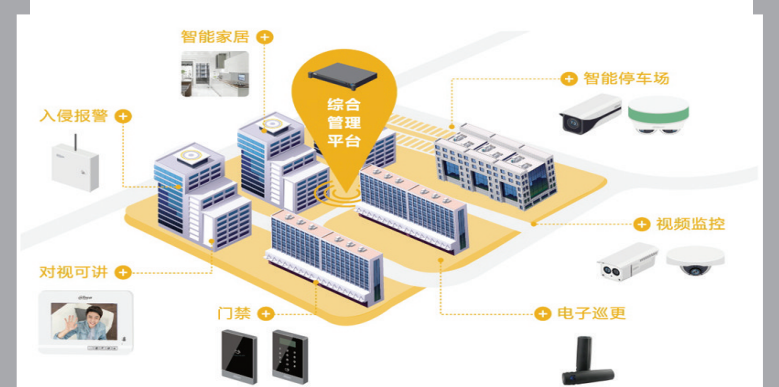 智能家居
综合
管理
平台
智能停车场
入侵报警
视频监控
对视可讲
门禁
电子巡更
alhua